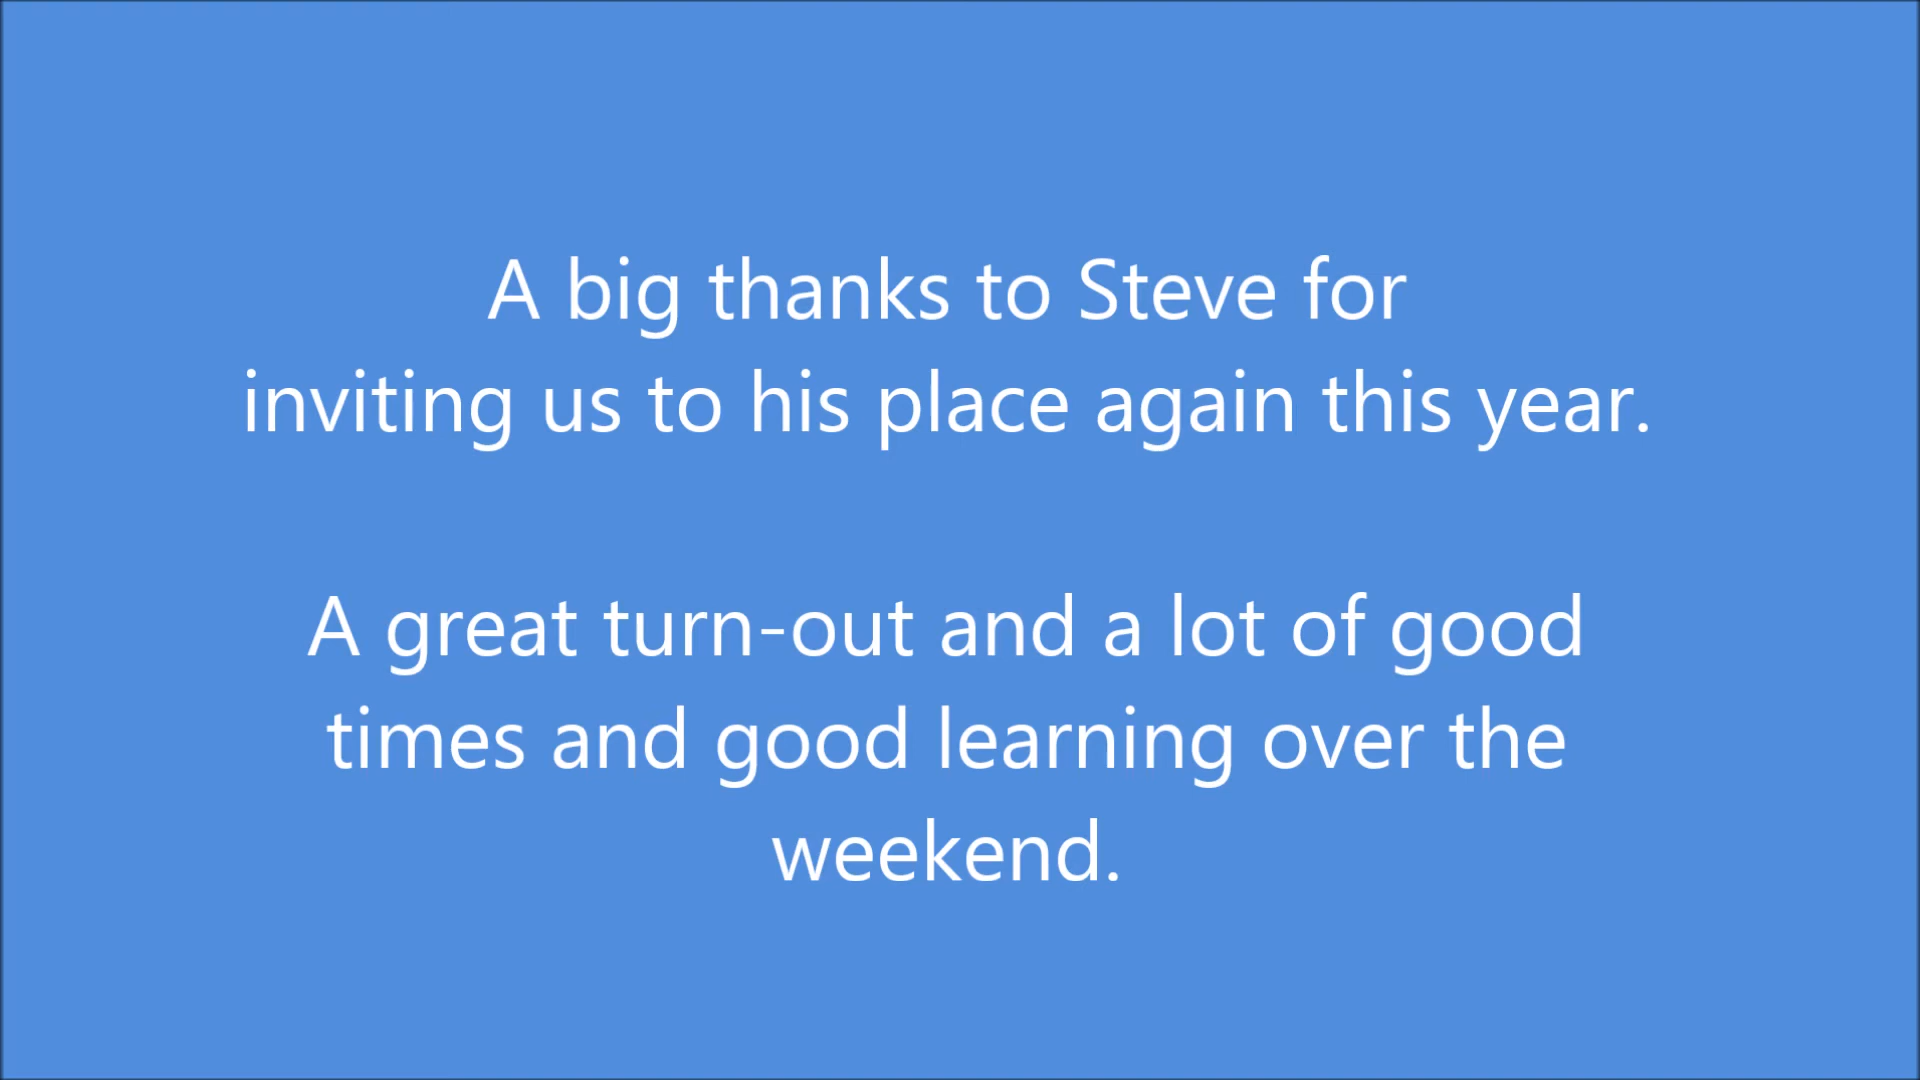 A big thanks to Steve for
inviting us to his place again this year.
A great turn-out and a lot of good
times and good learning over the
weekend.